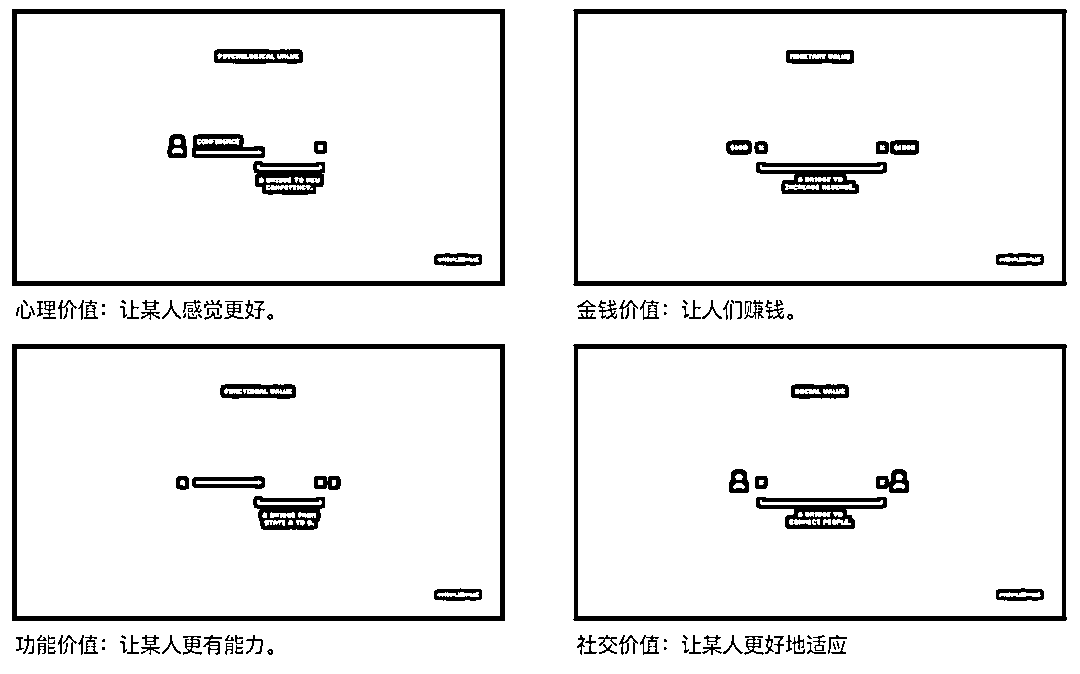 PSYCHOLOGICAL VALUE
CONFIDENCE
A BRIDGE TO NEW
COMPETENCY.
心理价值：让某人感觉更好。
MONETARY VALUE
A BRIDGE TO
INCREASE REVENUE.
金钱价值：让人们赚钱。
FUNCTIONAL VALUE
A BRIDGE FROM
STATE A TO B.
功能价值：让某人更有能力。
SOCIAL VALUE
A BRIDGE TO
CONNECT PEOPLE.
社交价值：让某人更好地适应